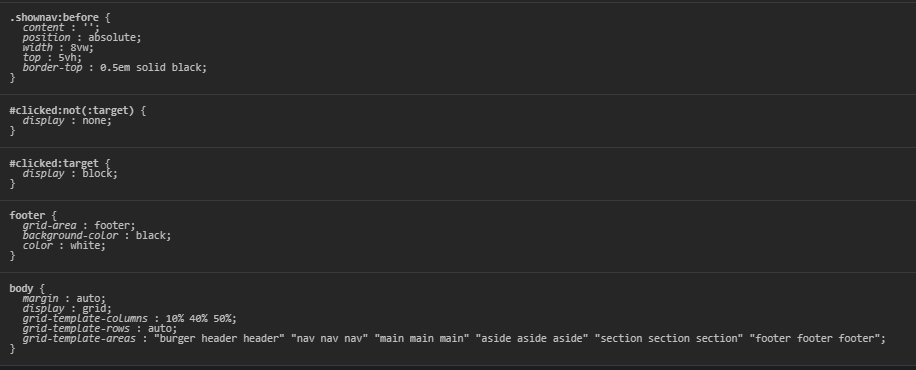 .shownav:before {
content : '';
position : absolute;
width : 8vw;
top : 5vh;
border-top : 0.5em solid black;
}
#clicked:not(:target) {
display : none;
}
#clicked:target {
display : block;
}
footer {
grid-area : footer;
background-color : black;
color : white;
}
body {
margin : auto;
display : grid;
grid-template-columns : 10% 40% 50%;
grid-template-rows : auto;
grid-template-areas : "burger header header" "nav nav nav" "main main main" "aside aside aside" "section section section" "footer footer footer";
}